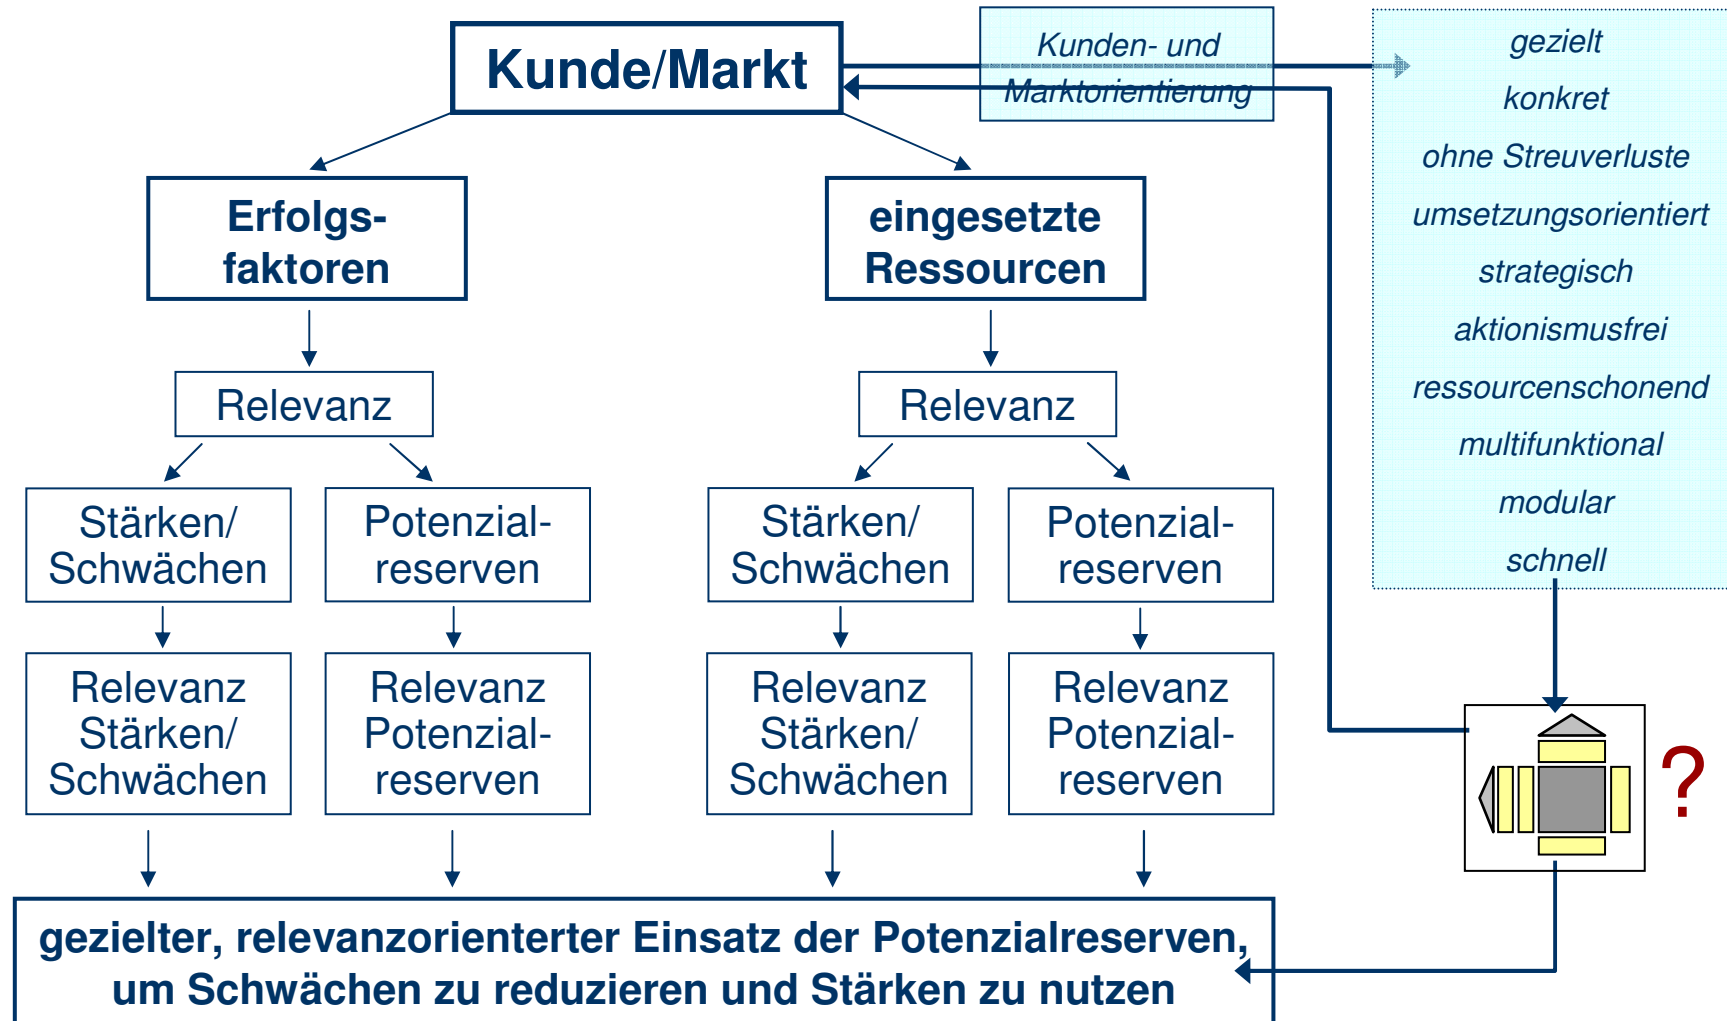 Kunde/Markt
Kunden- und
Marktorientierung
gezielt
konkret
ohne Streuverluste
umsetzungsorientiert
strategisch
aktionismusfrei
ressourcenschonend
multifunktional
modular
schnell
Erfolgs-
faktoren
eingesetzte
Ressourcen
Relevanz
Relevanz
Stärken/
Schwächen
Potenzial-
reserven
Stärken/
Schwächen
Potenzial-
reserven
Relevanz
Stärken/
Schwächen
Relevanz
Potenzial-
reserven
Relevanz
Stärken/
Schwächen
Relevanz
Potenzial-
reserven
?
gezielter, relevanzorienterter Einsatz der Potenzialreserven,
um Schwächen zu reduzieren und Stärken zu nutzen